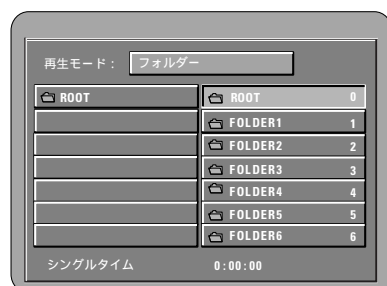 再生モード： フォルダー
ROOT ROOT 0
FOLDER1 1
FOLDER2 2
FOLDER3 3
FOLDER4 4
FOLDER5 5
FOLDER6 6
シングルタイム 0:00:00